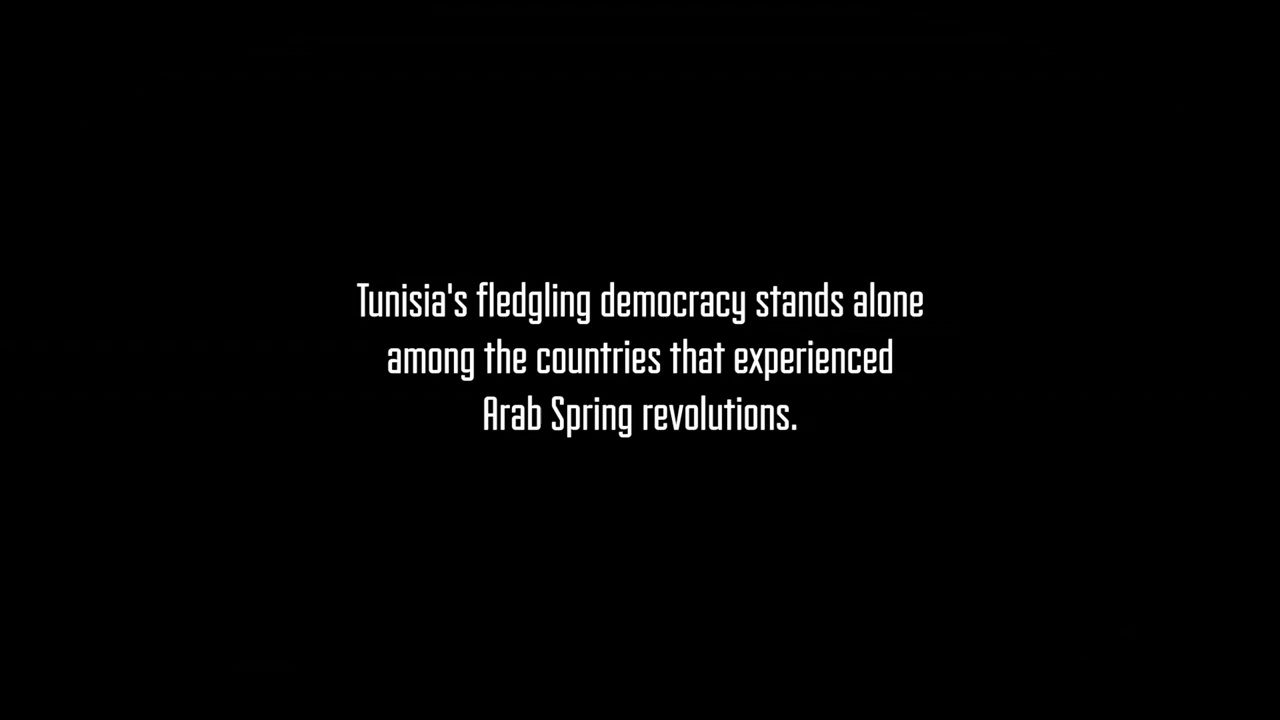 Tunisia's fledgling democracy stands alone
among the countries that experienced
Arab Spring revolutions.